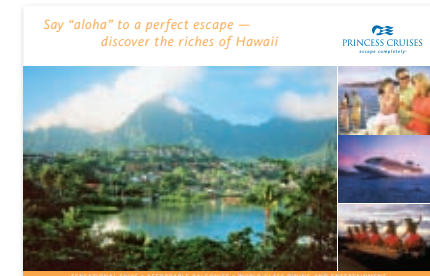 Say “aloha” to a perfect escape —
discover the riches of Hawaii
PRINCESS CRUISES
escape completely